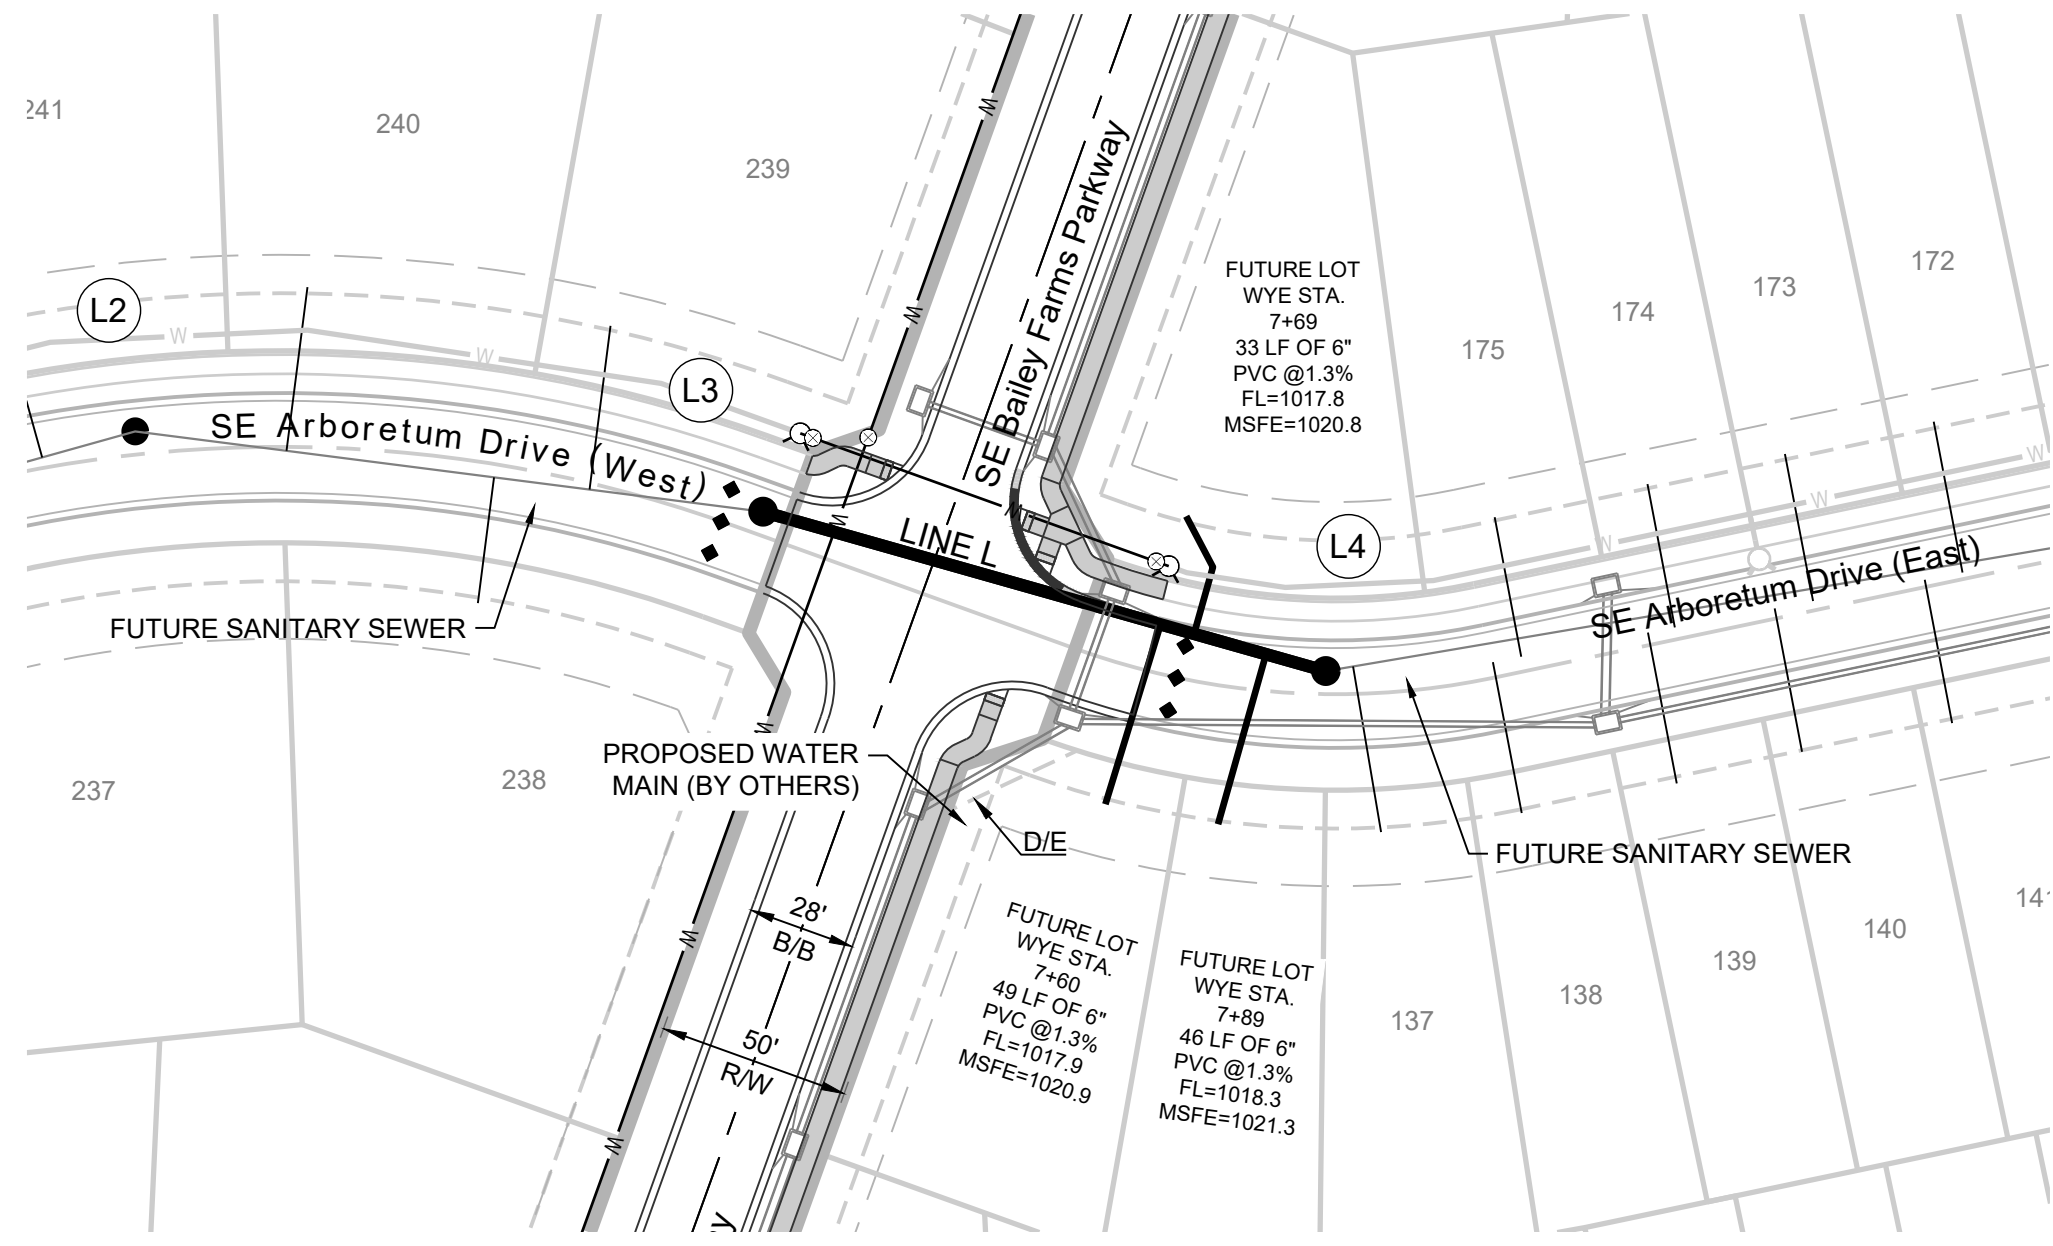 241
240
239
SE Bailey Farms Parkway
FUTURE LOT
WYE STA.
7+69
33 LF OF 6"
PVC @1.3%
FL=1017.8
MSFE=1020.8
175
174
173
172
L2
L3
L4
W
W
W
W
W
W
W
W
W
W
W
W
W
SE Arboretum Drive (West)
LINE L
SE Arboretum Drive (East)
FUTURE SANITARY SEWER
PROPOSED WATER
MAIN (BY OTHERS)
D/E
FUTURE SANITARY SEWER
237
238
28'
B/B
50'
R/W
FUTURE LOT
WYE STA.
7+60
49 LF OF 6"
PVC @1.3%
FL=1017.9
MSFE=1020.9
FUTURE LOT
WYE STA.
7+89
46 LF OF 6"
PVC @1.3%
FL=1018.3
MSFE=1021.3
137
138
139
140
141